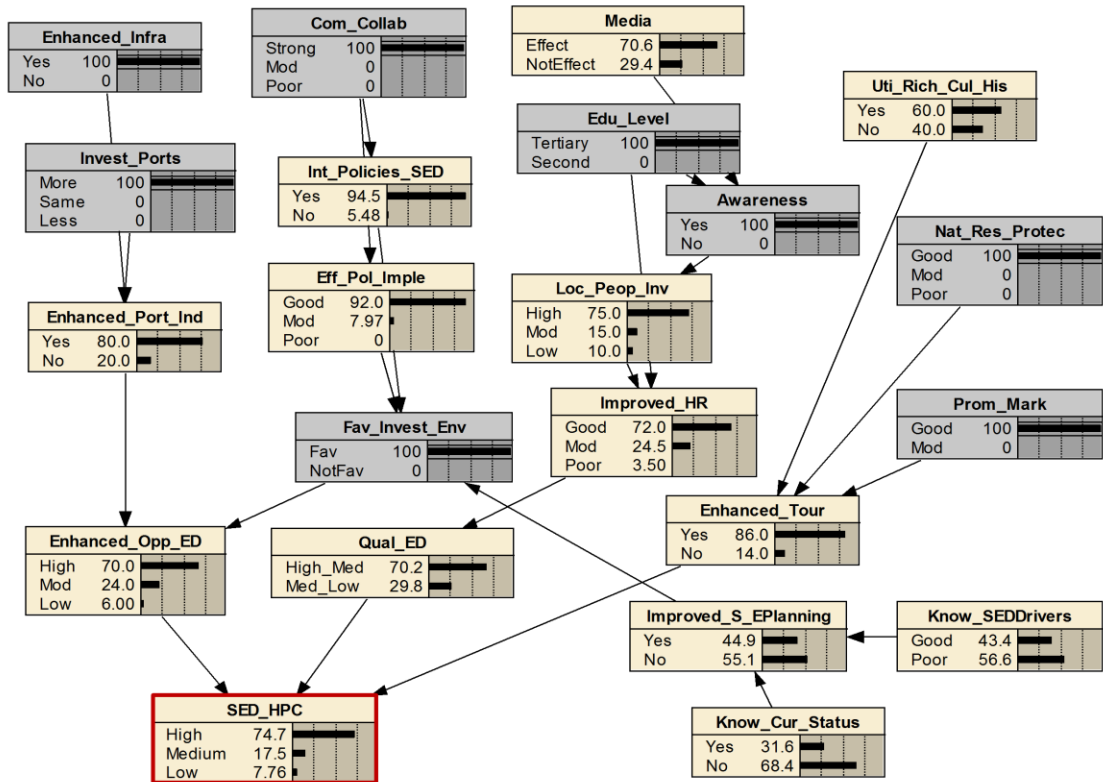 Enhanced_Infra
Yes 100
No 0
Com_Collab
Strong 100
Mod 0
Poor 0
Media
Effect 70.6
NotEffect 29.4
Uti_Rich_Cul_His
Yes 60.0
No 40.0
Edu_Level
Tertiary 100
Second 0
Invest_Ports
More 100
Same 0
Less 0
Int_Policies_SED
Yes 94.5
No 5.48
Awareness
Yes 100
No 0
Nat_Res_Protec
Good 100
Mod 0
Poor 0
Eff_Pol_Imple
Good 92.0
Mod 7.97
Poor 0
Loc_Peop_Inv
High 75.0
Mod 15.0
Low 10.0
Enhanced_Port_Ind
Yes 80.0
No 20.0
Improved_HR
Good 72.0
Mod 24.5
Poor 3.50
Prom_Mark
Good 100
Mod 0
Fav_Invest_Env
Fav 100
NotFav 0
Enhanced_Tour
Yes 86.0
No 14.0
Enhanced_Opp_ED
High 70.0
Mod 24.0
Low 6.00
Qual_ED
High_Med 70.2
Med_Low 29.8
Improved_S_EPlanning
Yes 44.9
No 55.1
Know_SEDDrivers
Good 43.4
Poor 56.6
SED_HPC
High 74.7
Medium 17.5
Low 7.76
Know_Cur_Status
Yes 31.6
No 68.4